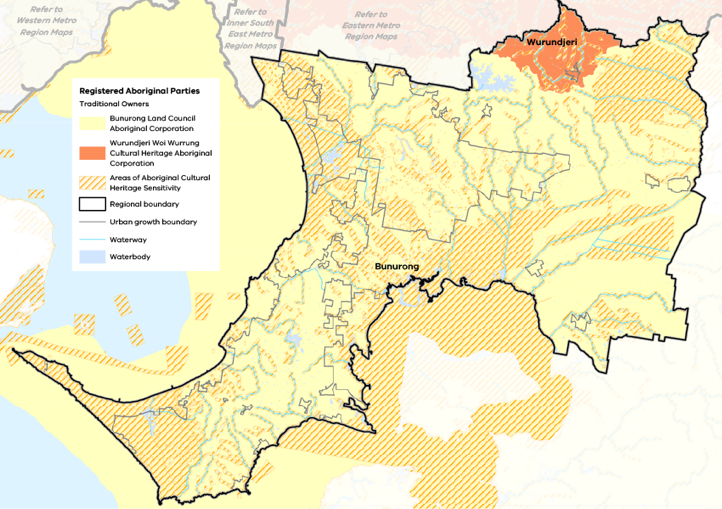 Refer to
Western Metro
Region Maps
Refer to
Inner South
East Metro
Region Maps
Refer to
Eastern Metro
Region Maps
Wurundjeri
Registered Aboriginal Parties
Traditional Owners
Bunurong Land Council
Aboriginal Corporation
Wurundjeri Woi Wurrung
Cultural Heritage Aboriginal
Corporation
Areas of Aboriginal Cultural
Heritage Sensitivity
Regional boundary
Urban growth boundary
Waterway
Waterbody
Bunurong